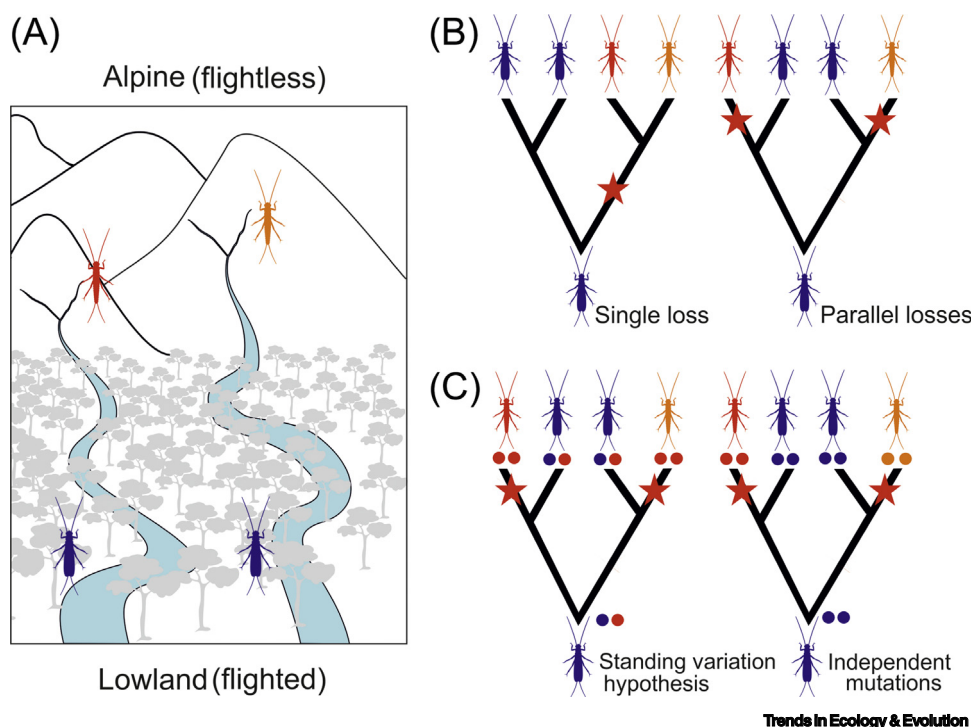 (A)
Alpine (flightless)
Lowland (flighted)
(B)
Single loss
Parallel losses
(C)
Standing variation
hypothesis
Independent
mutations
Trends in Ecology & Evolution